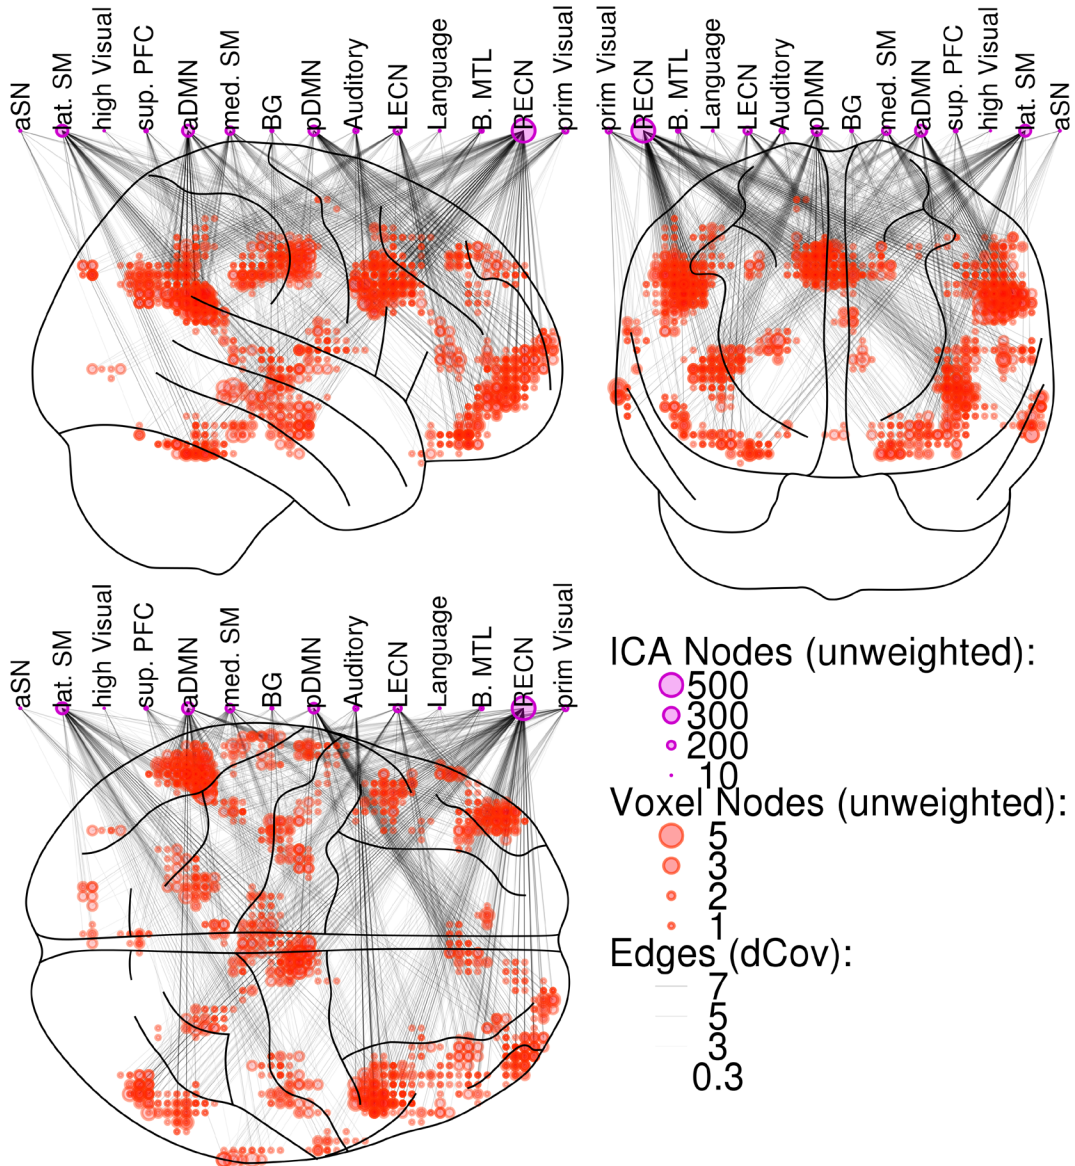 aSN
lat. SM
high Visual
sup. PFC
aDMN
med. SM
BG
pDMN
Auditory
LECN
Language
B. MTL
RECN
prim Visual
prim Visual
RECN
B. MTL
Language
LECN
Auditory
pDMN
BG
med. SM
aDMN
sup. PFC
high Visual
lat. SM
aSN
aSN
lat. SM
high Visual
sup. PFC
aDMN
med. SM
BG
pDMN
Auditory
LECN
Language
B. MTL
RECN
prim Visual
ICA Nodes (unweighted):
500
300
200
10
Voxel Nodes (unweighted):
5
3
2
1
Edges (dCov):
7
5
3
0.3